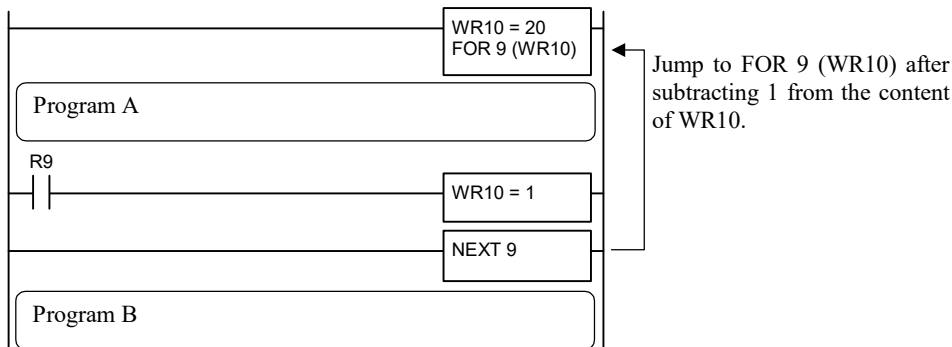 WR10 = 20
FOR 9 (WR10)
Jump to FOR 9 (WR10) after
subtracting 1 from the content
of WR10.
Program A
R9
WR10 = 1
NEXT 9
Program B